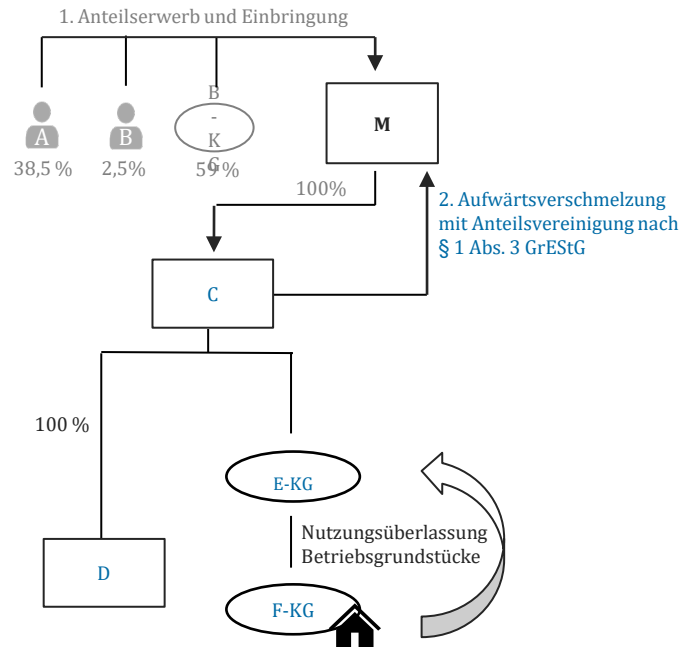 1. Anteilserwerb und Einbringung
A
B
B
-
K
G
M
38,5 %
2,5%
59 %
100%
2. Aufwärtsverschmelzung
mit Anteilsvereinigung nach
§ 1 Abs. 3 GrEStG
C
100 %
E-KG
Nutzungsüberlassung
Betriebsgrundstücke
D
F-KG